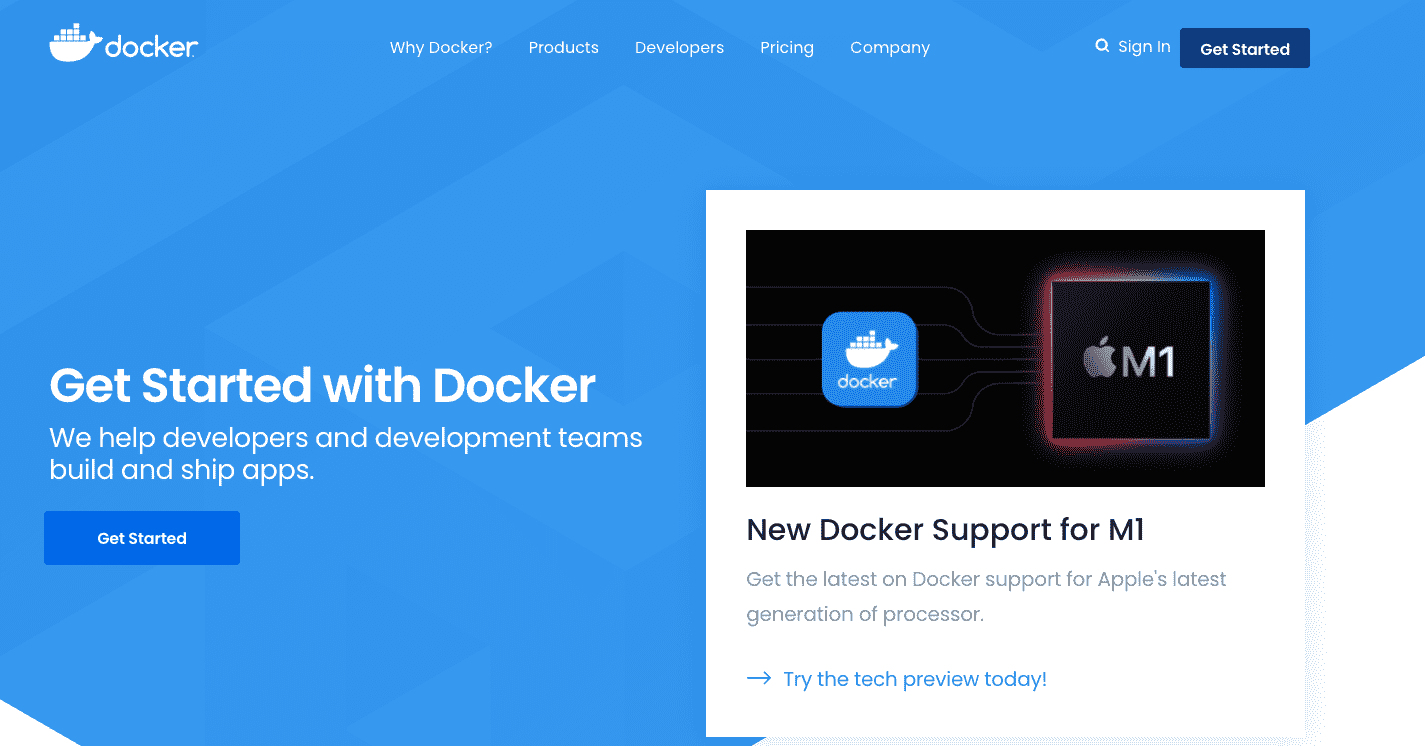 docker
Why Docker?
Products
Developers
Pricing
Company
Sign In
Get Started
Get Started with Docker
We help developers and development teams
build and ship apps.
Get Started
docker
M1
New Docker Support for M1
Get the latest on Docker support for Apple's latest
generation of processor.
Try the tech preview today!